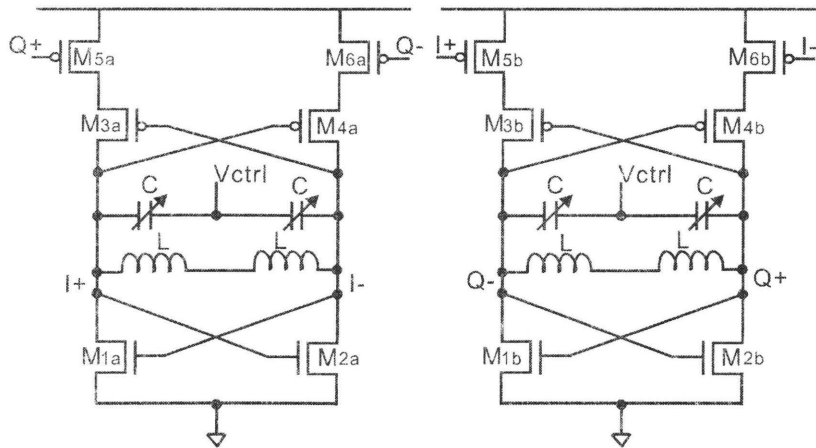 Q+ M5a M6a Q- I+ M5b M6b I-
M3a M4a M3b M4b
Vctrl Vctrl
C C C C
L L L L
I+ I- Q- Q+
M1a M2a M1b M2b